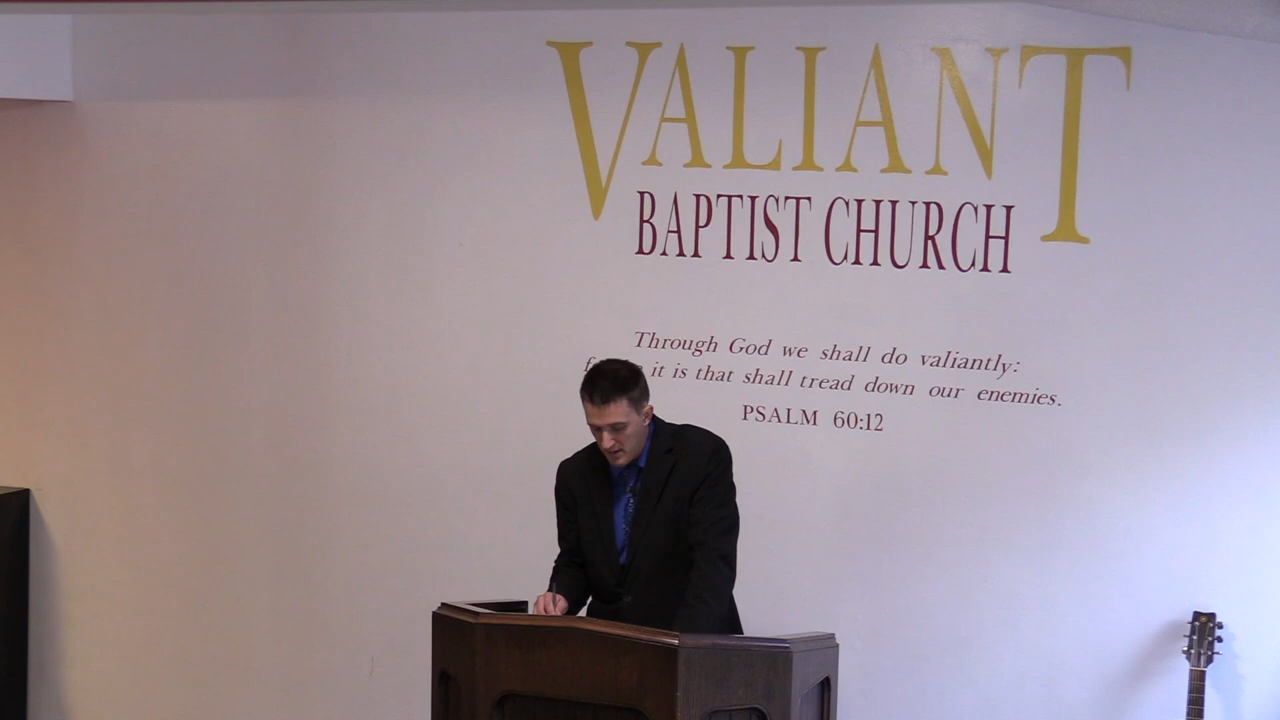 VALIANT
BAPTIST CHURCH
Through God we shall do valiantly:
it is that shall tread down our enemies.
PSALM 60:12